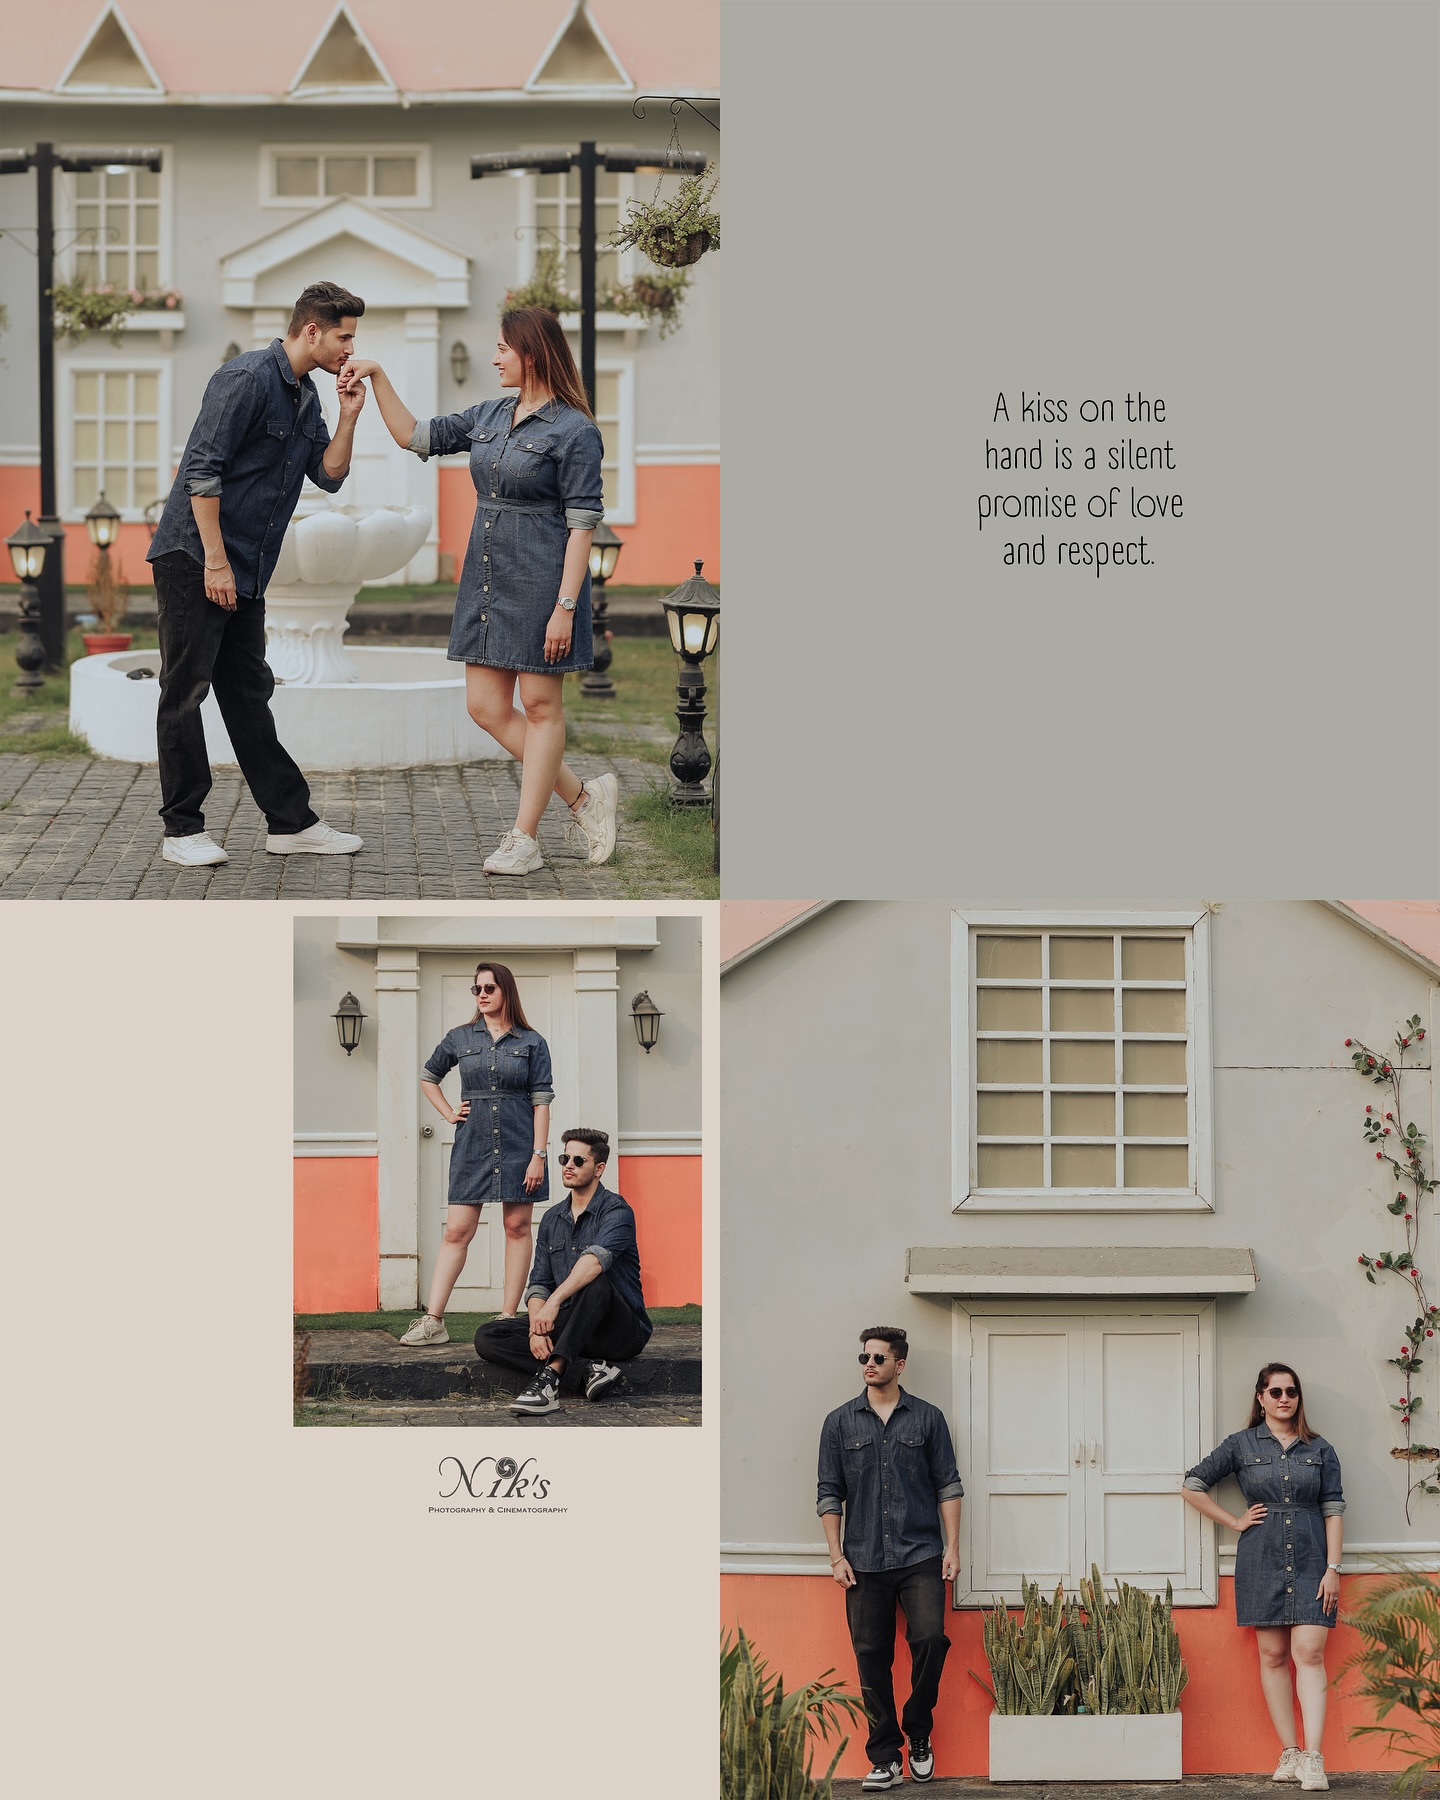 A kiss on the
hand is a silent
promise of love
and respect.
Nik's
Photography & Cinematography